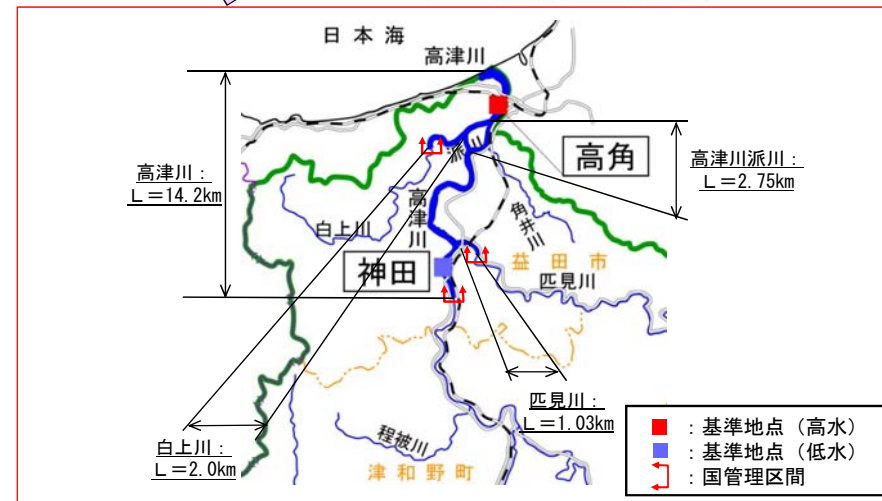 日本海
高津川
高角
高津川派川：
Ｌ＝2.75km
高津川：
Ｌ＝14.2km
派川
高津川
白上川
角井川
益田市
匹見川
神田
匹見川：
Ｌ＝1.03km
白上川：
Ｌ＝2.0km
程彼川
津和野町
：基準地点（高水）
：基準地点（低水）
：国管理区間